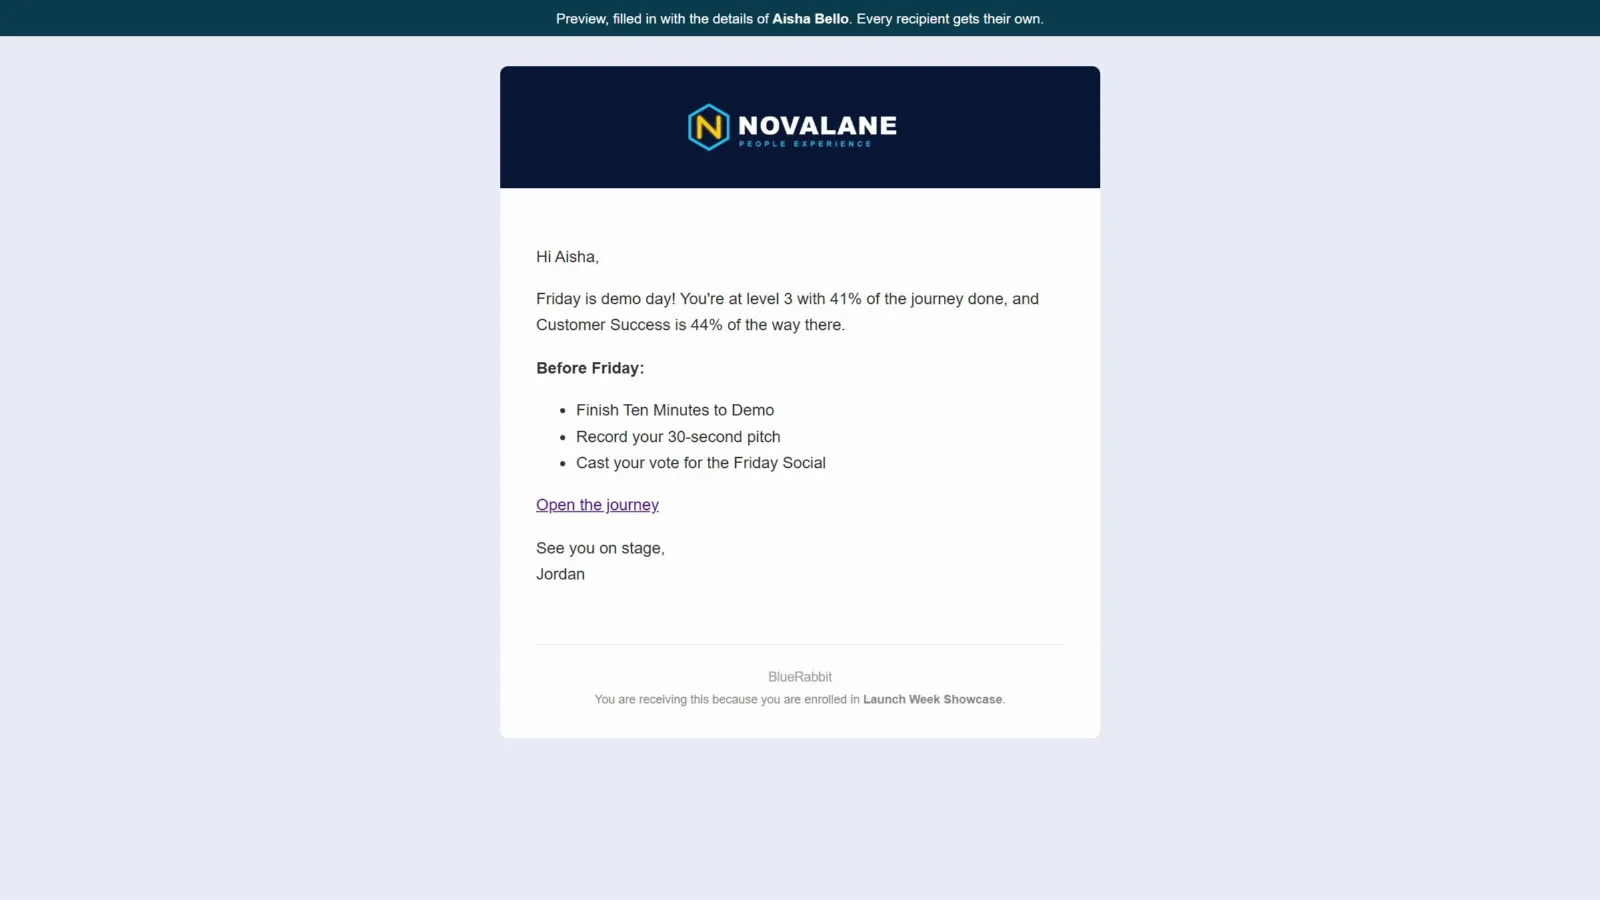 Preview, filled in with the details of Aisha Bello. Every recipient gets their own.
NOVALANE
PEOPLE EXPERIENCE
Hi Aisha,
Friday is demo day! You're at level 3 with 41% of the journey done, and
Customer Success is 44% of the way there.
Before Friday:
• Finish Ten Minutes to Demo
• Record your 30-second pitch
• Cast your vote for the Friday Social
Open the journey
See you on stage,
Jordan
BlueRabbit
You are receiving this because you are enrolled in Launch Week Showcase.